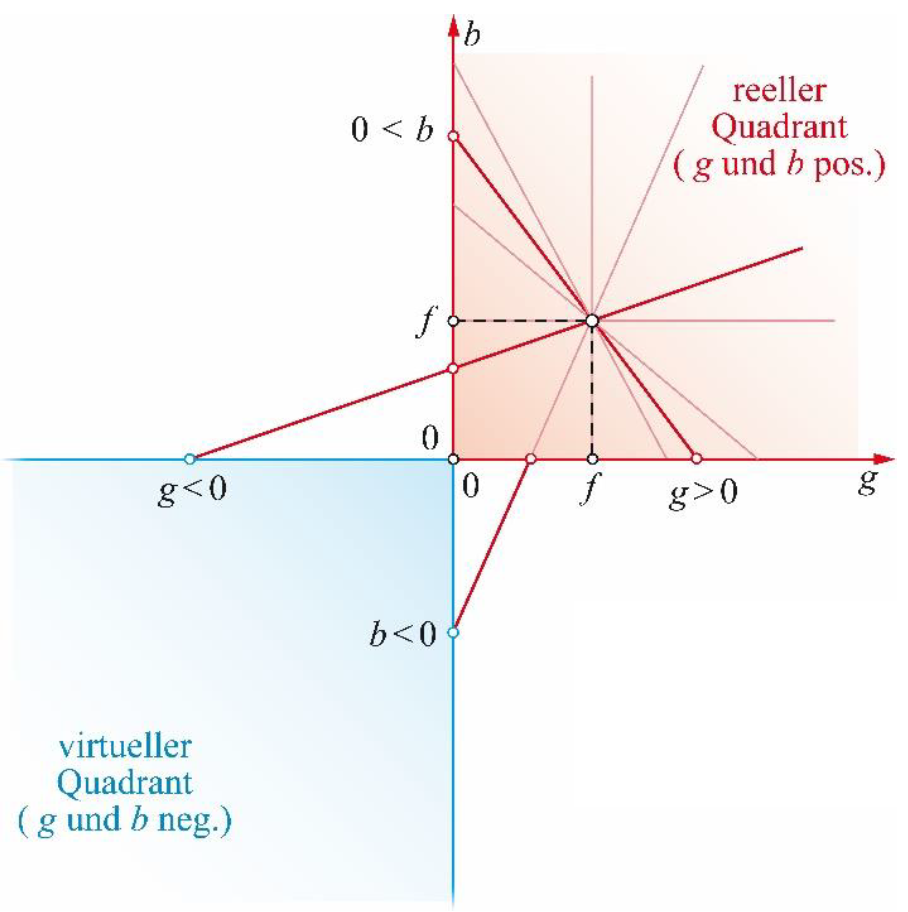 b
reeller
Quadrant
( g und b pos.)
0 < b
f
0
0
f
g
g<0
g>0
b<0
virtueller
Quadrant
( g und b neg.)